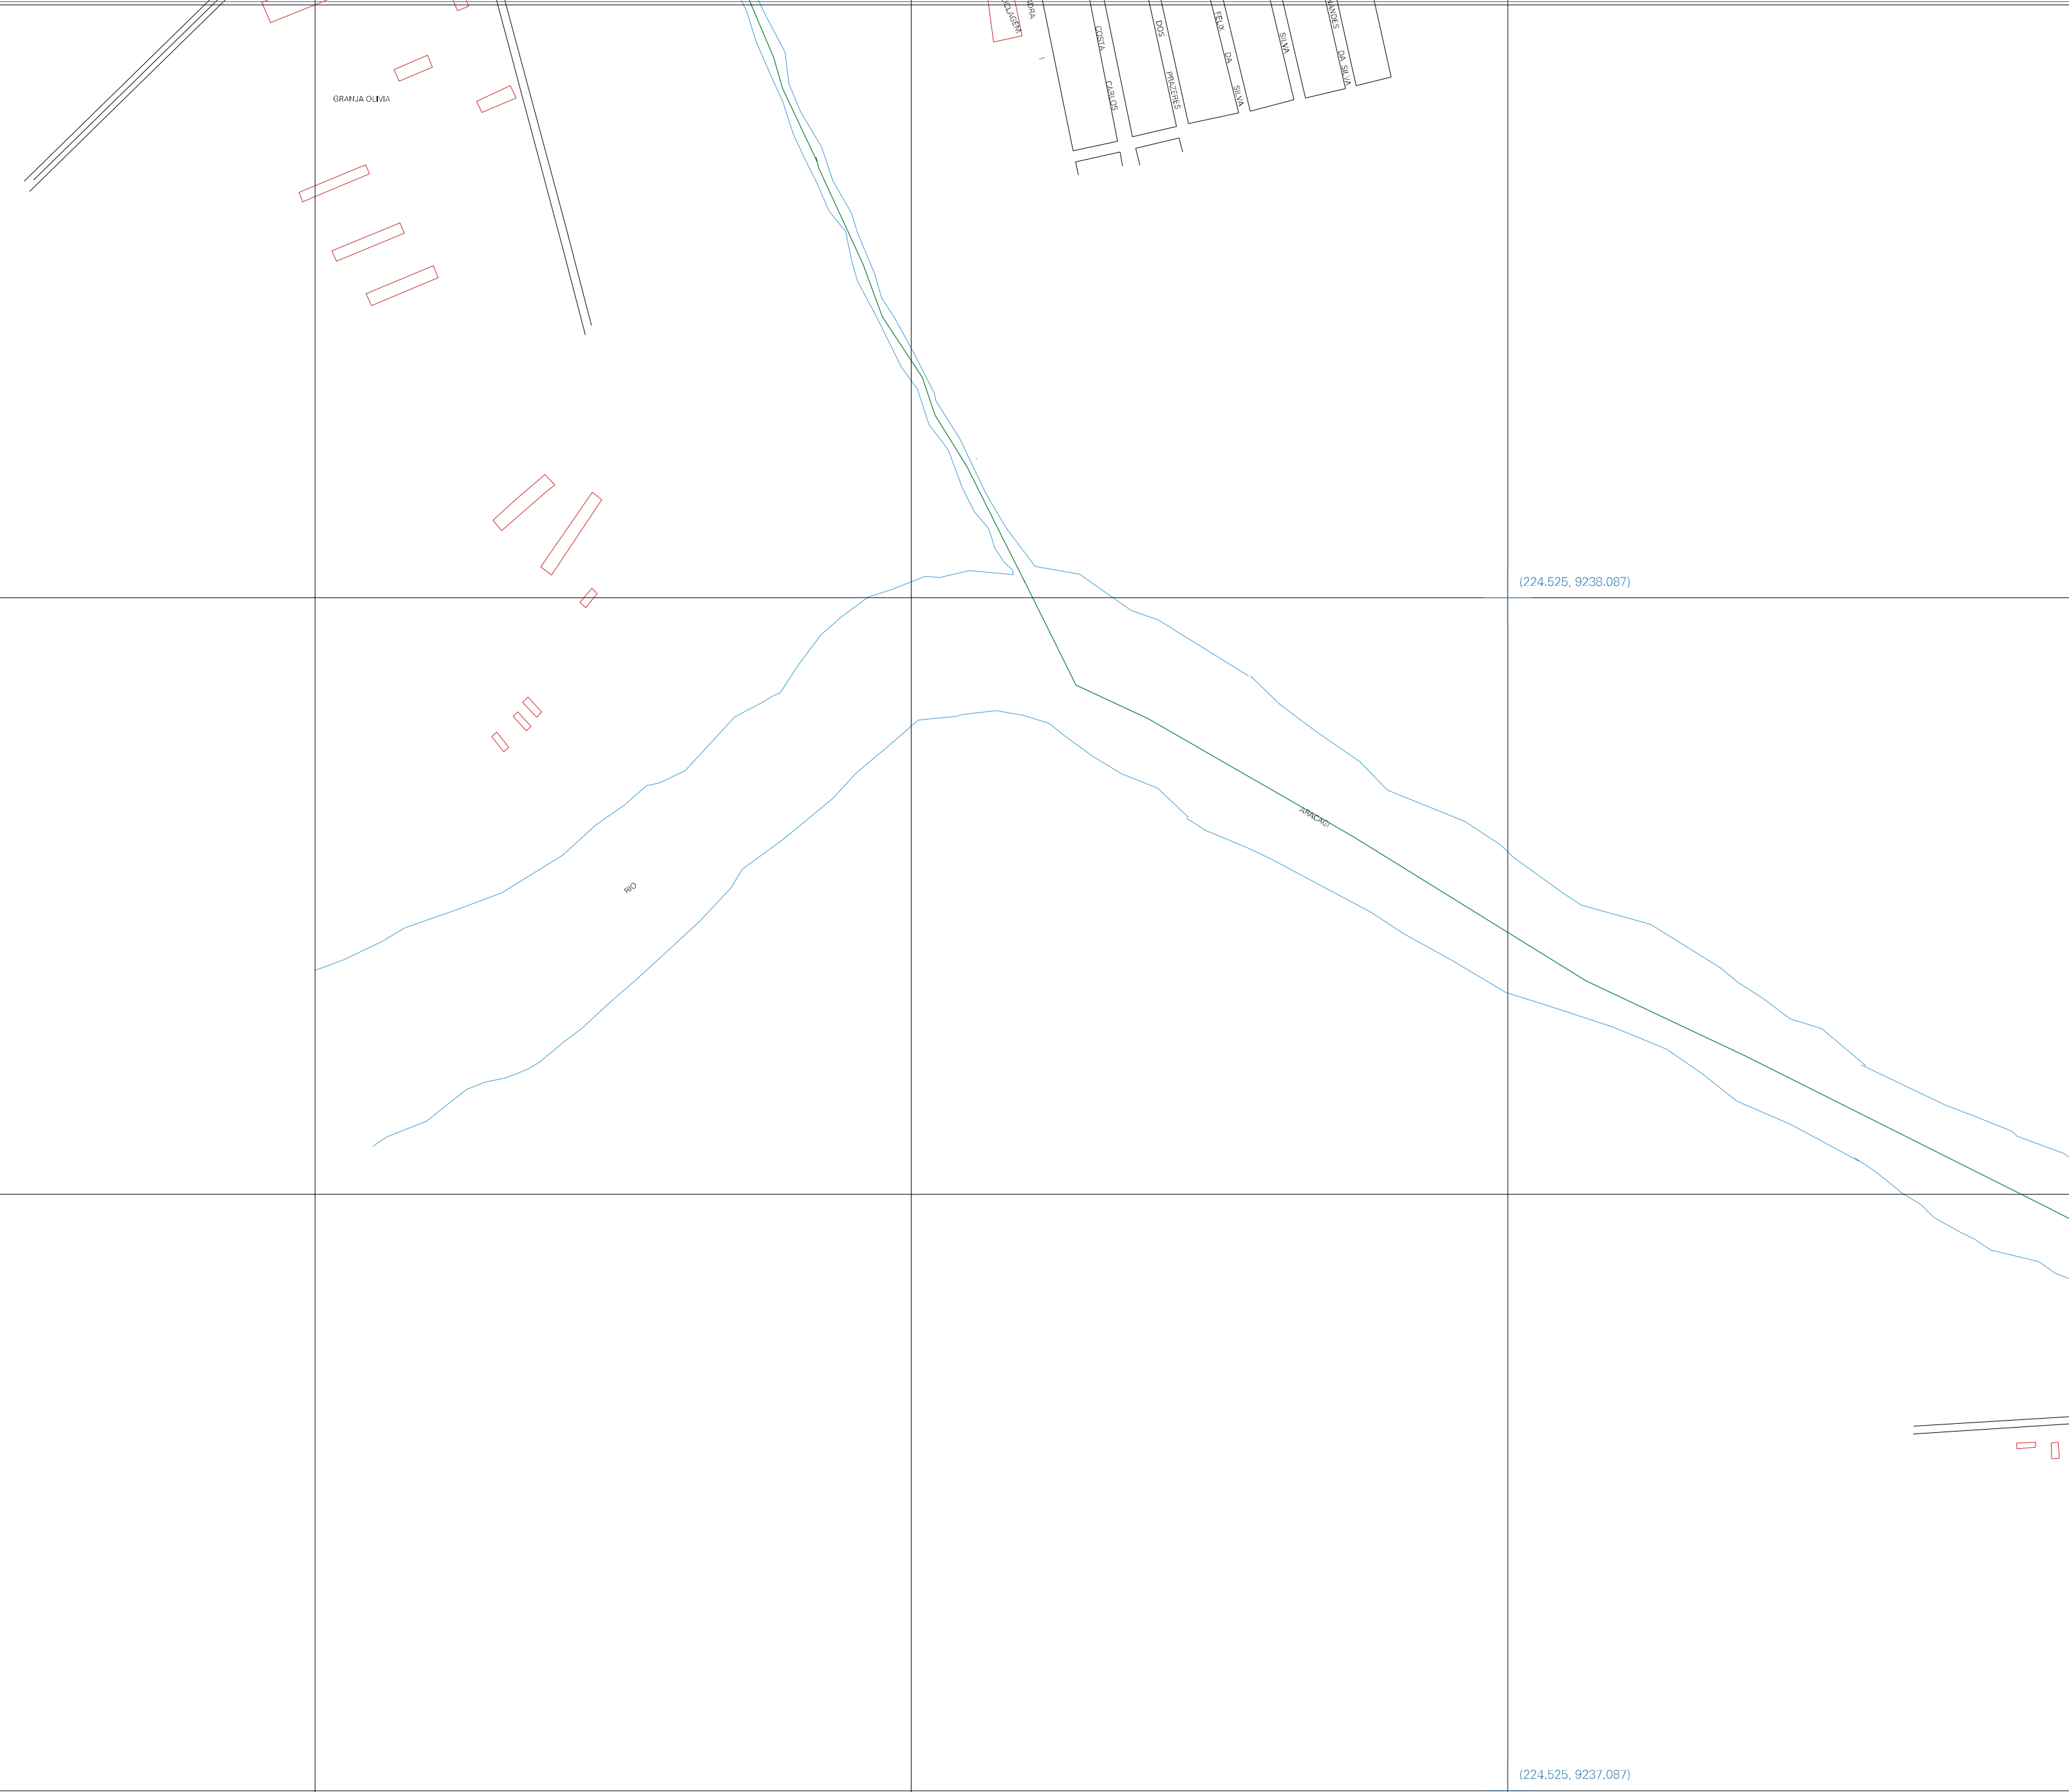 COSTA
CARLOS
DOS
PRAZERES
FELIX
DA
SILVA
SILVA
DA SILVA
GRANJA OLIVIA
(224.525, 9238.087)
ARACAGI
RIO
(224.525, 9237.087)